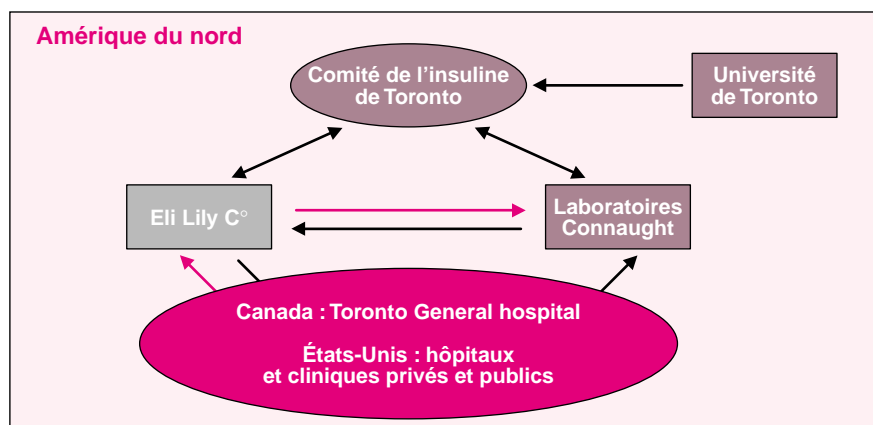 Amérique du nord
Comité de l'insuline
de Toronto
Université
de Toronto
Eli Lily C°
Laboratoires
Connaught
Canada : Toronto General hospital
États-Unis : hôpitaux
et cliniques privés et publics